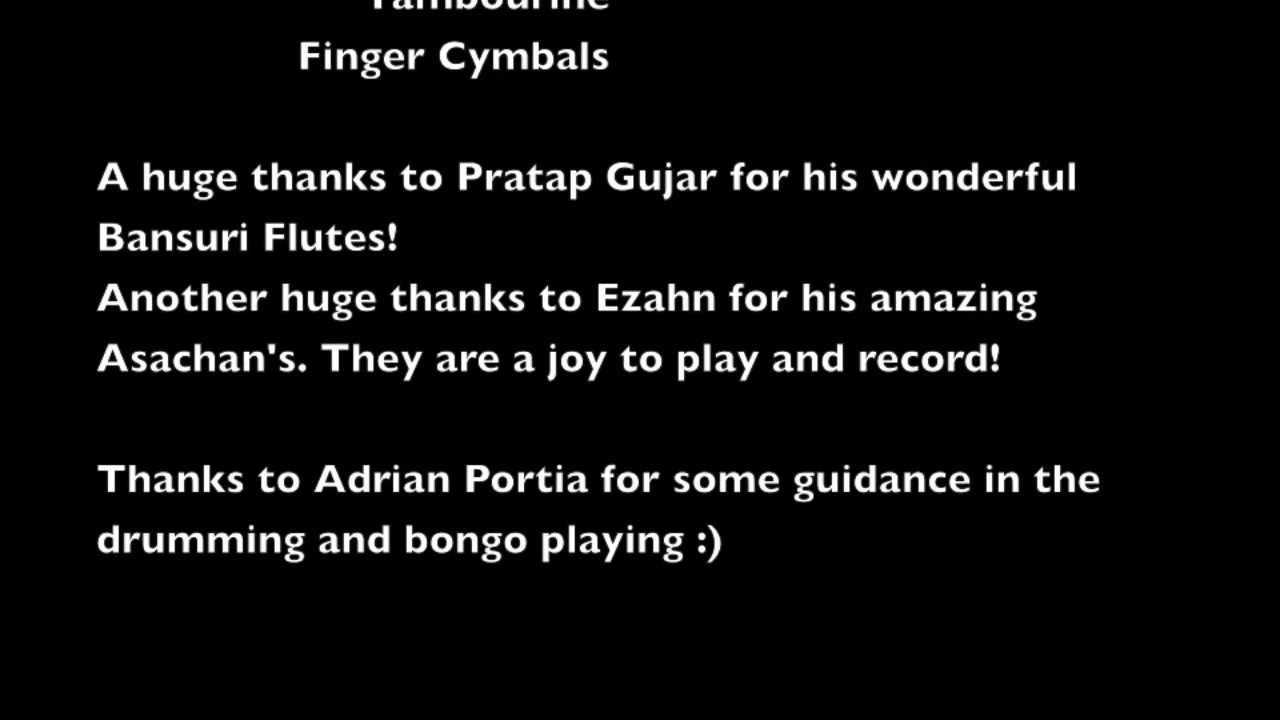 Tambourine
Finger Cymbals
A huge thanks to Pratap Gujar for his wonderful
Bansuri Flutes!
Another huge thanks to Ezahn for his amazing
Asachan's. They are a joy to play and record!
Thanks to Adrian Portia for some guidance in the
drumming and bongo playing :)